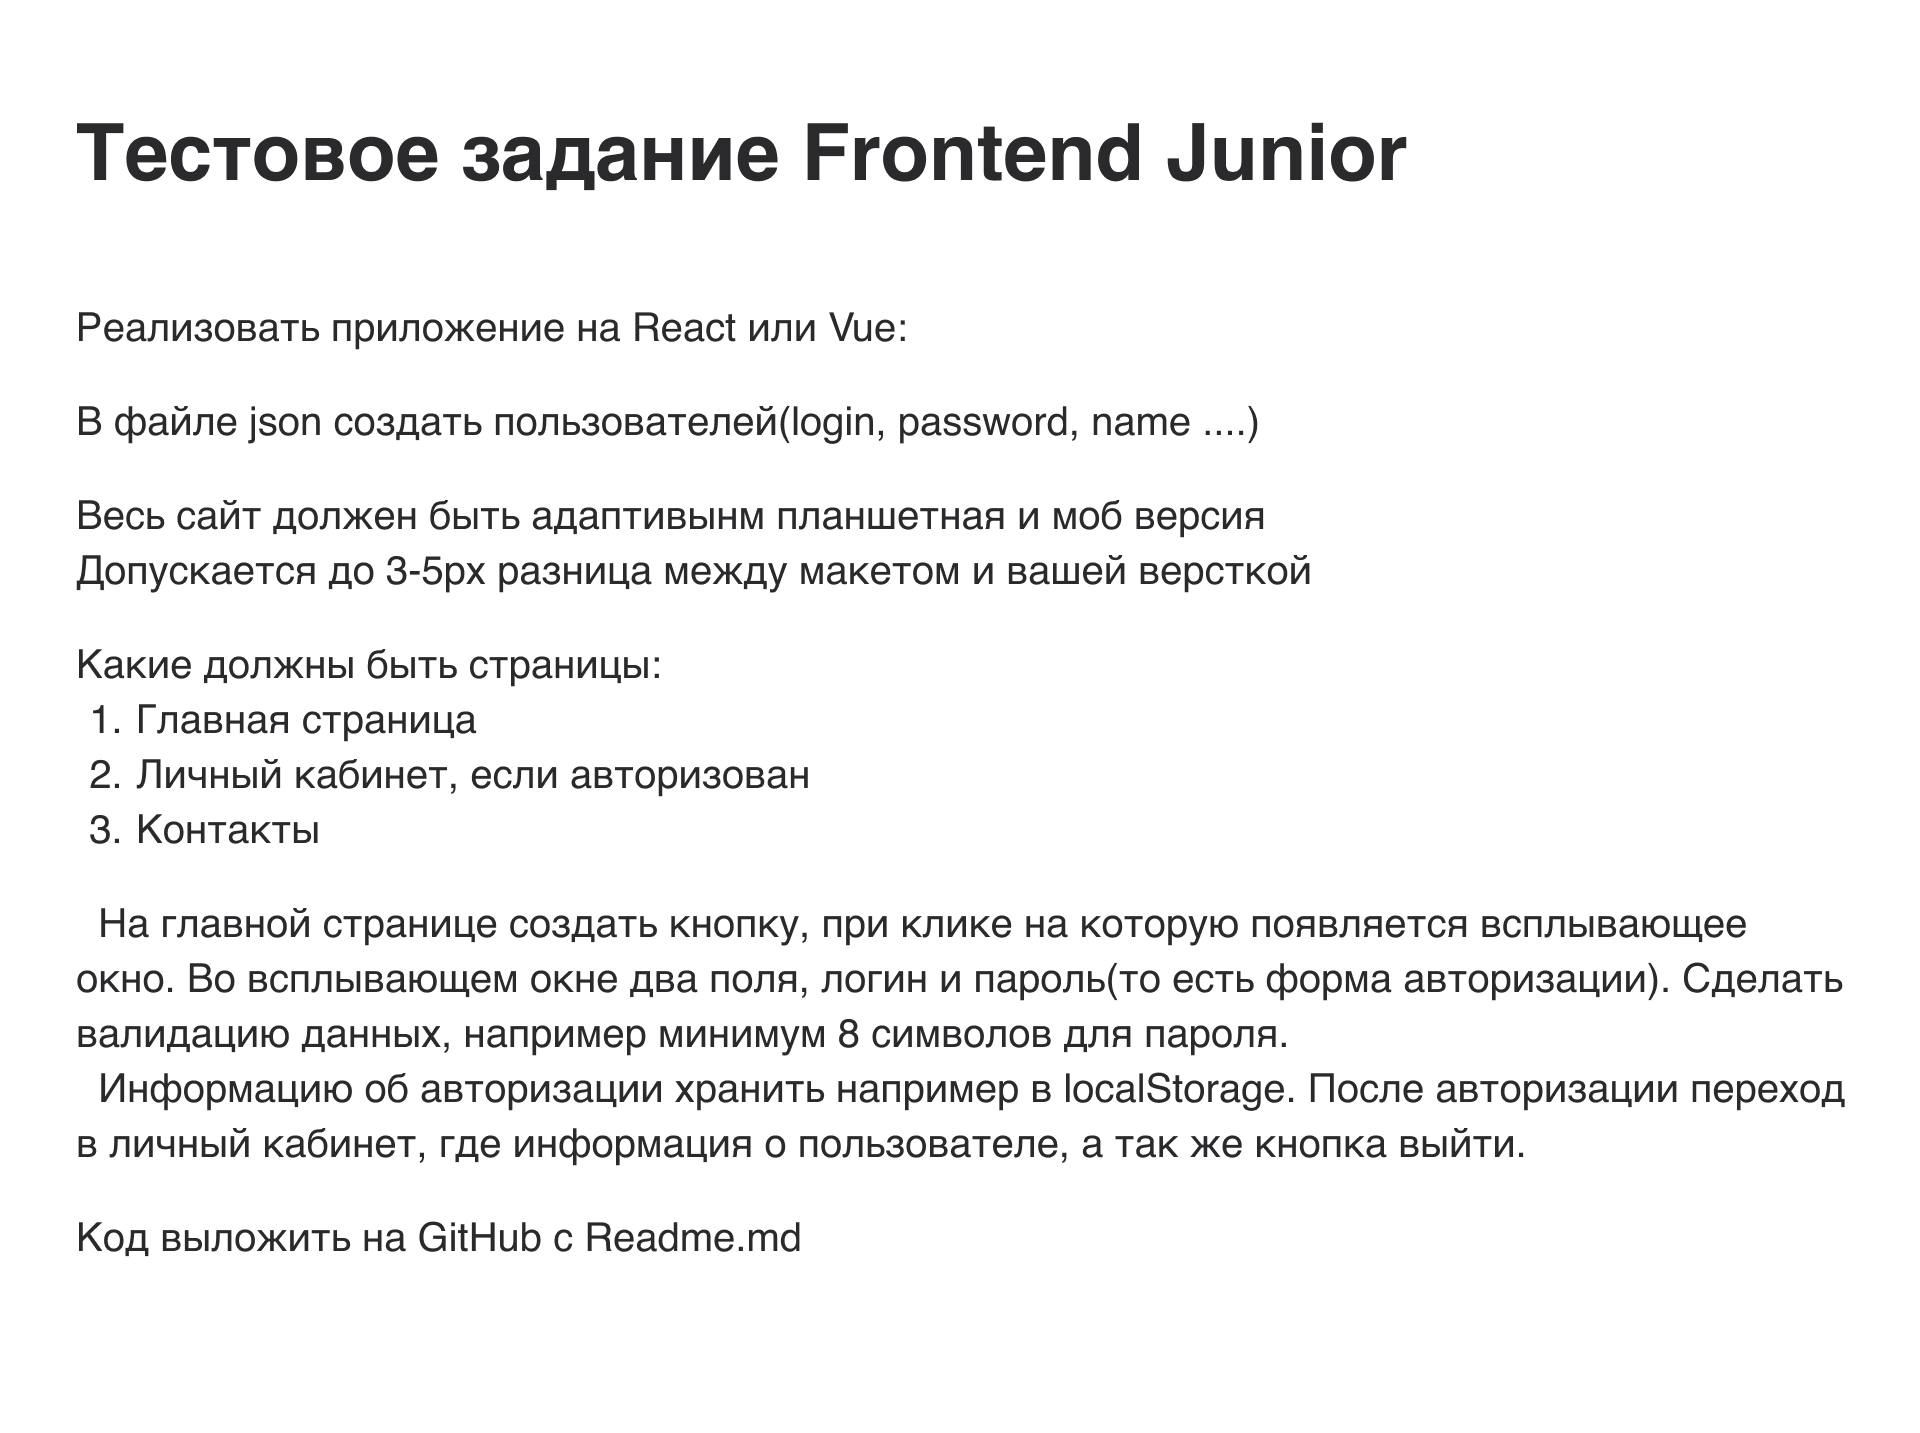 Тестовое задание Frontend Junior
Реализовать приложение на React или Vue:
В файле json создать пользователей(login, password, name ....)
Весь сайт должен быть адаптивынм планшетная и моб версия
Допускается до 3-5px разница между макетом и вашей версткой
Какие должны быть страницы:
1. Главная страница
2. Личный кабинет, если авторизован
3. Контакты
На главной странице создать кнопку, при клике на которую появляется всплывающее
окно. Во всплывающем окне два поля, логин и пароль(то есть форма авторизации). Сделать
валидацию данных, например минимум 8 символов для пароля.
Информацию об авторизации хранить например в localStorage. После авторизации переход
в личный кабинет, где информация о пользователе, а так же кнопка выйти.
Код выложить на GitHub с Readme.md